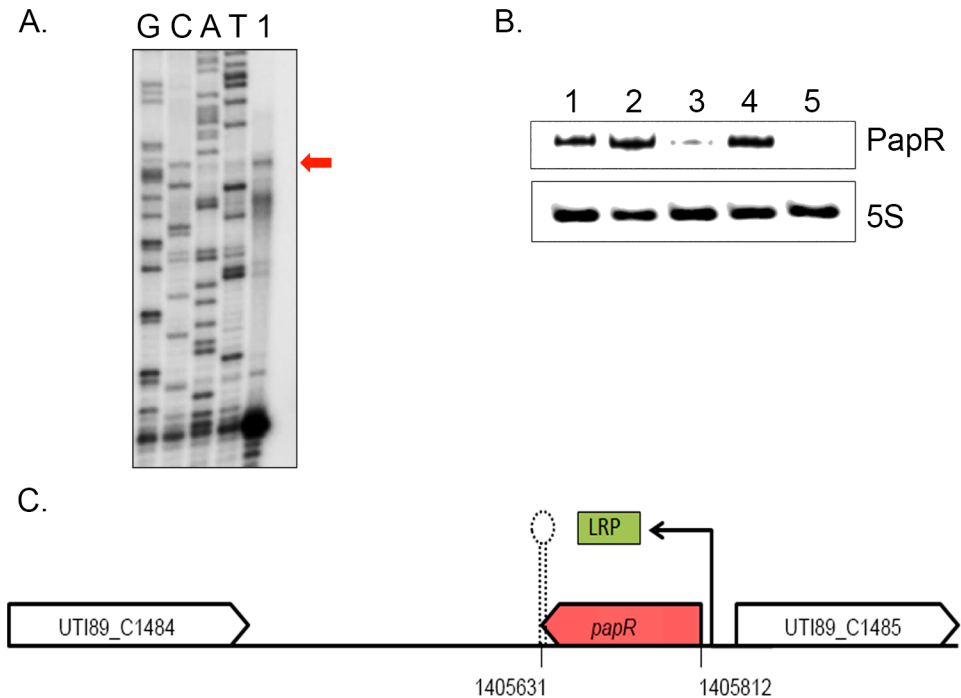 A.
G C A T 1
B.
1 2 3 4 5
PapR
5S
C.
LRP
UTI89_C1484
papR
UTI89_C1485
1405631
1405812